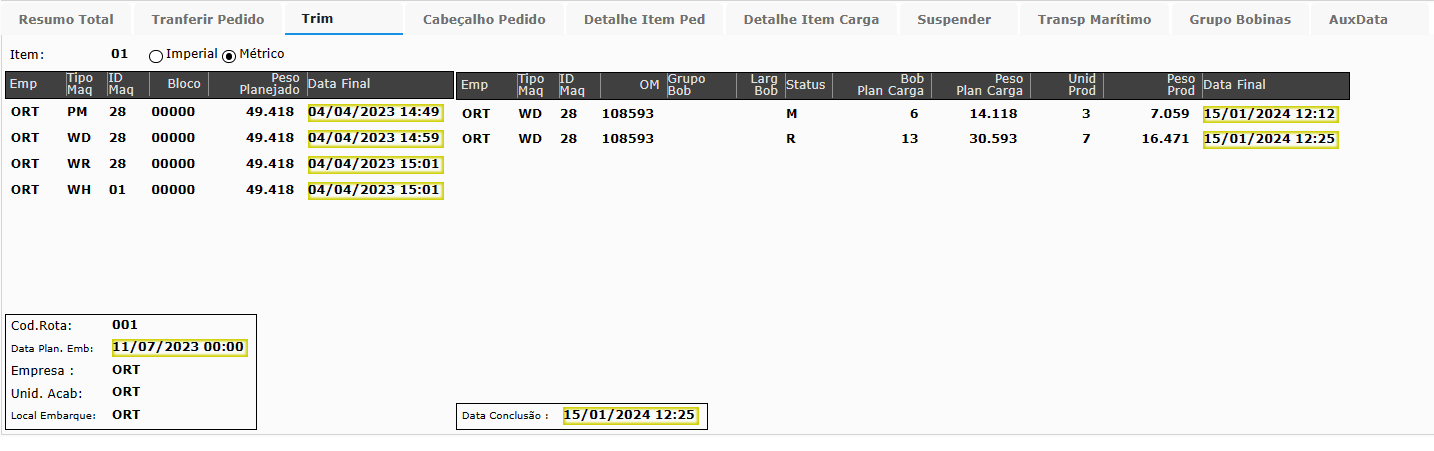 Resumo Total Tranferir Pedido Trim Cabeçalho Pedido Detalhe Item Ped Detalhe Item Carga Suspender Transp Marítimo Grupo Bobinas AuxData
Item: 01 Imperial Métrico
Emp Tipo Maq ID Maq Bloco Peso Planejado Data Final
ORT PM 28 00000 49.418 04/04/2023 14:49
ORT WD 28 00000 49.418 04/04/2023 14:59
ORT WR 28 00000 49.418 04/04/2023 15:01
ORT WH 01 00000 49.418 04/04/2023 15:01
Emp Tipo Maq ID Maq OM Grupo Bob Larg Bob Status Bob Plan Carga Peso Plan Carga Unid Prod Peso Prod Data Final
ORT WD 28 108593 M 6 14.118 3 7.059 15/01/2024 12:12
ORT WD 28 108593 R 13 30.593 7 16.471 15/01/2024 12:25
Cod.Rota: 001
Data Plan. Emb: 11/07/2023 00:00
Empresa : ORT
Unid. Acab: ORT
Local Embarque: ORT
Data Conclusão : 15/01/2024 12:25